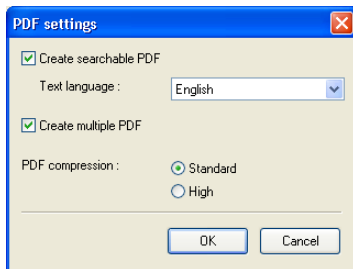 PDF settings
Create searchable PDF
Text language :
English
Create multiple PDF
PDF compression :
Standard
High
OK
Cancel